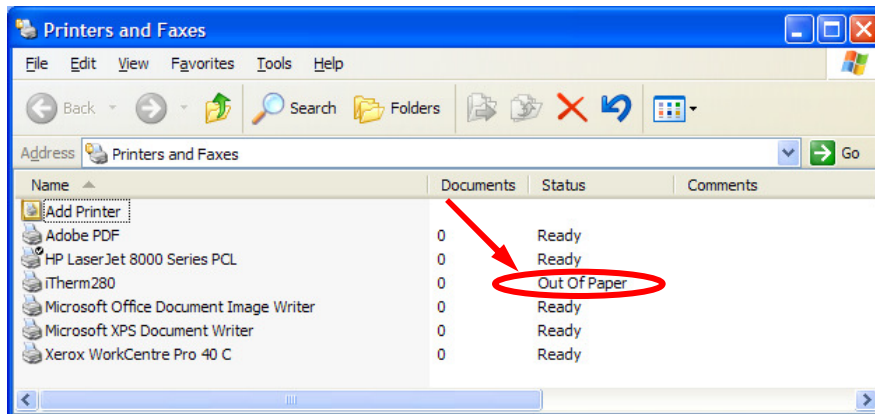 Printers and Faxes
File Edit View Favorites Tools Help
Back Search Folders
Address Printers and Faxes Go
Name Documents Status Comments
Add Printer
Adobe PDF 0 Ready
HP LaserJet 8000 Series PCL 0 Ready
iTherm280 0 Out Of Paper
Microsoft Office Document Image Writer 0 Ready
Microsoft XPS Document Writer 0 Ready
Xerox WorkCentre Pro 40 C 0 Ready